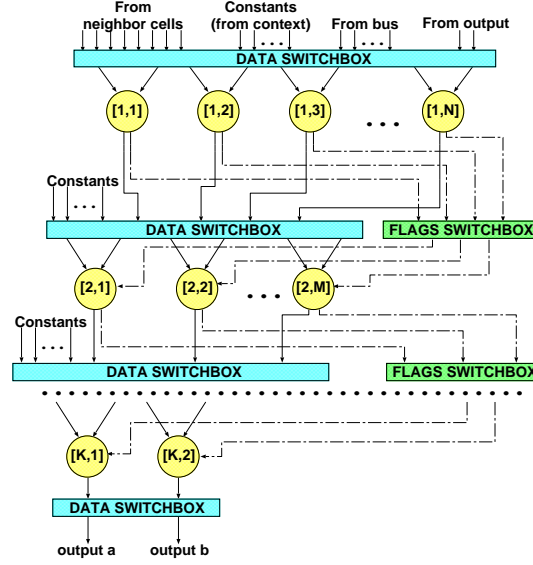 From neighbor cells
Constants (from context)
From bus
From output
DATA SWITCHBOX
[1,1] [1,2] [1,3] [1,N]
Constants
DATA SWITCHBOX FLAGS SWITCHBOX
[2,1] [2,2] [2,M]
Constants
DATA SWITCHBOX FLAGS SWITCHBOX
[K,1] [K,2]
DATA SWITCHBOX
output a output b